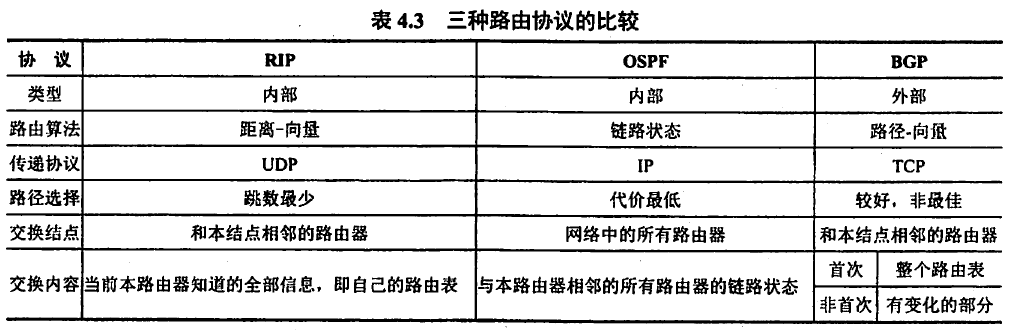 表 4.3 三种路由协议的比较
协 议 RIP OSPF BGP
类型 内部 内部 外部
路由算法 距离-向量 链路状态 路径-向量
传递协议 UDP IP TCP
路径选择 跳数最少 代价最低 较好，非最佳
交换结点 和本结点相邻的路由器 网络中的所有路由器 和本结点相邻的路由器
交换内容 当前本路由器知道的全部信息，即自己的路由表 与本路由器相邻的所有路由器的链路状态 首次 整个路由表
非首次 有变化的部分